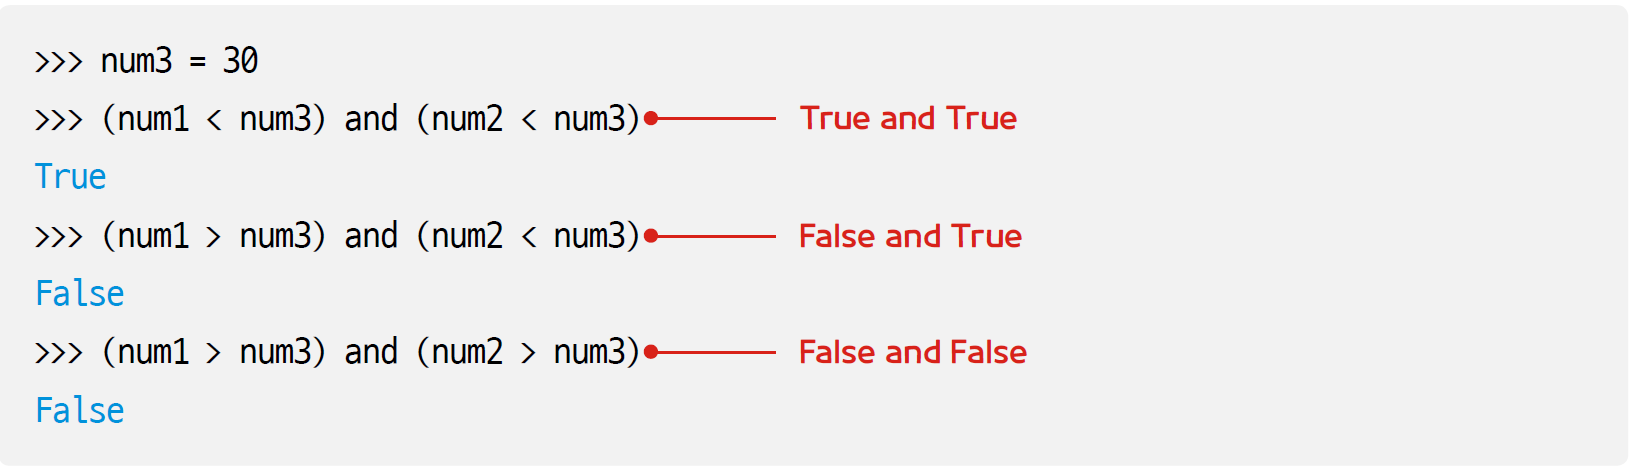 >>> num3 = 30
>>> (num1 < num3) and (num2 < num3) True and True
True
>>> (num1 > num3) and (num2 < num3) False and True
False
>>> (num1 > num3) and (num2 > num3) False and False
False